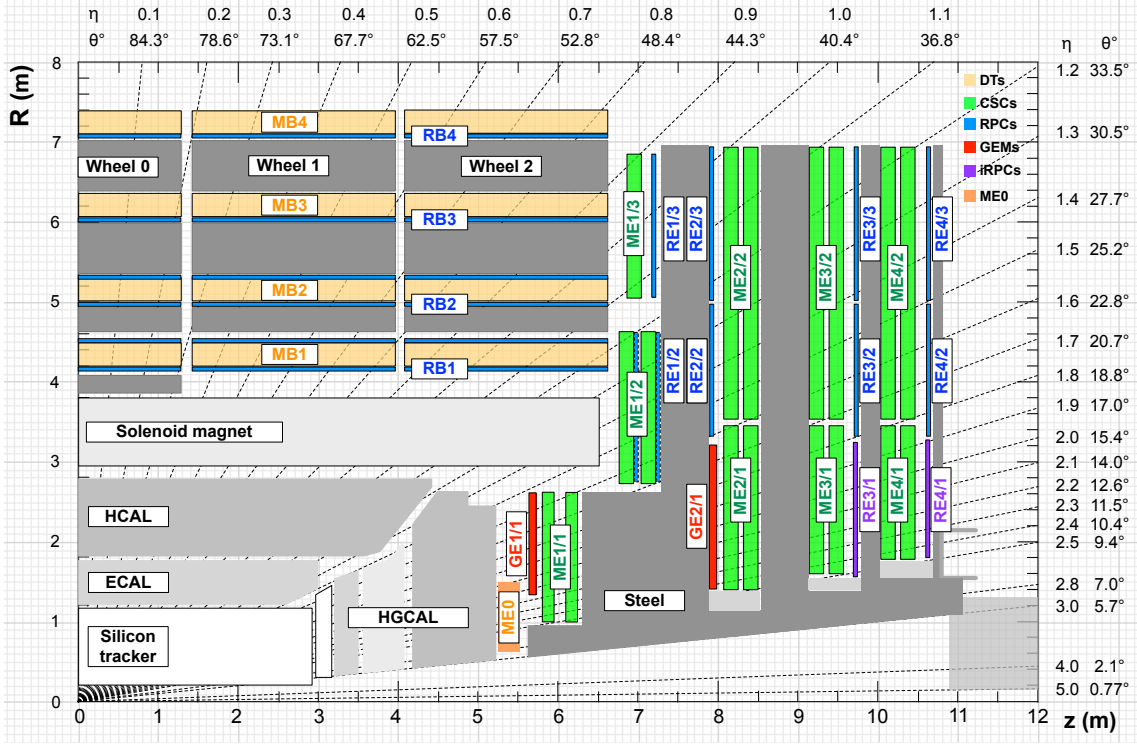 η 0.1 0.2 0.3 0.4 0.5 0.6 0.7 0.8 0.9 1.0 1.1
θ° 84.3° 78.6° 73.1° 67.7° 62.5° 57.5° 52.8° 48.4° 44.3° 40.4° 36.8° η θ°
R (m)
8
7
6
5
4
3
2
1
0
1.2 33.5°
1.3 30.5°
1.4 27.7°
1.5 25.2°
1.6 22.8°
1.7 20.7°
1.8 18.8°
1.9 17.0°
2.0 15.4°
2.1 14.0°
2.2 12.6°
2.3 11.5°
2.4 10.4°
2.5 9.4°
2.8 7.0°
3.0 5.7°
4.0 2.1°
5.0 0.77°
DTs
CSCs
RPCs
GEMs
iRPCs
ME0
MB4
RB4
Wheel 0
Wheel 1
Wheel 2
MB3
RB3
MB2
RB2
MB1
RB1
Solenoid magnet
HCAL
ECAL
Silicon
tracker
HGCAL
Steel
ME0
GE1/1
ME1/1
ME1/2
ME1/3
RE1/3
RE2/3
RE1/2
RE2/2
GE2/1
ME2/2
ME2/1
ME3/2
ME3/1
RE3/3
RE3/2
RE3/1
ME4/2
ME4/1
RE4/3
RE4/2
RE4/1
0 1 2 3 4 5 6 7 8 9 10 11 12
z (m)